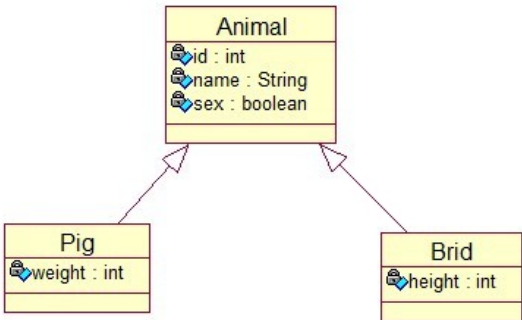 Animal
id : int
name : String
sex : boolean
Pig
weight : int
Brid
height : int